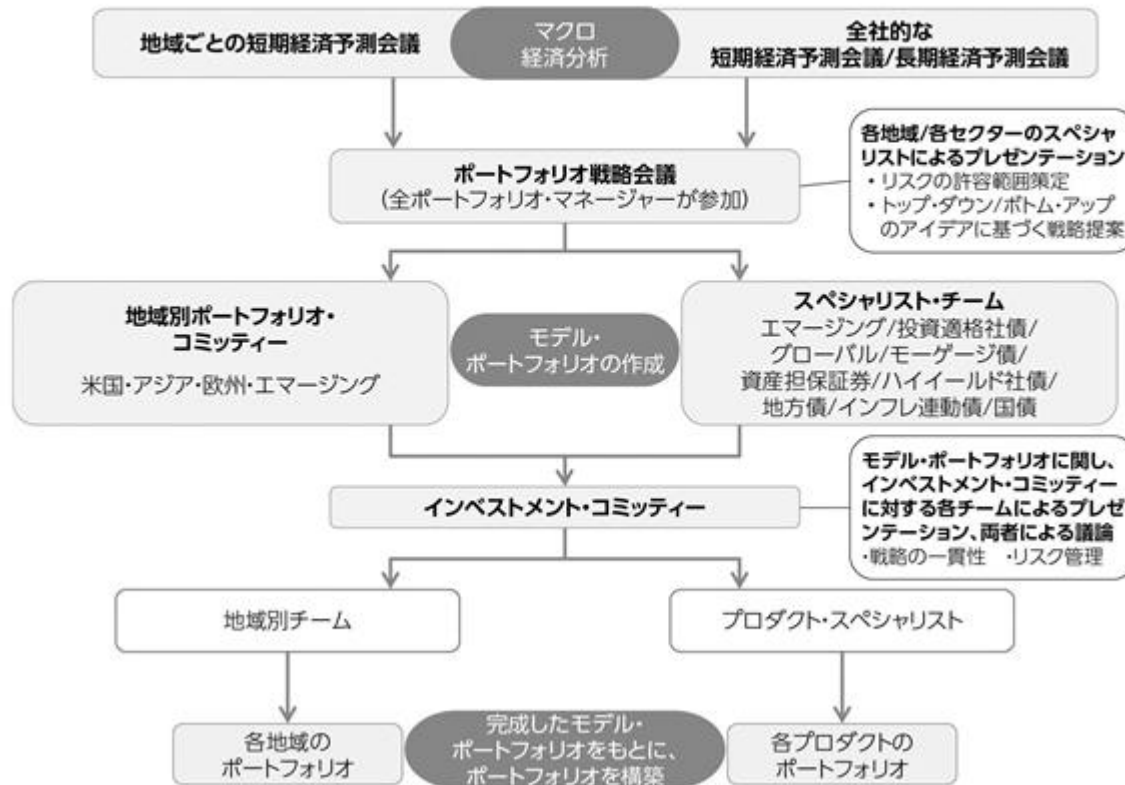 地域ごとの短期経済予測会議
マクロ
経済分析
全社的な
短期経済予測会議/長期経済予測会議
各地域/各セクターのスペシャ
リストによるプレゼンテーション
・リスクの許容範囲策定
・トップ・ダウン/ボトム・アップ
のアイデアに基づく戦略提案
ポートフォリオ戦略会議
(全ポートフォリオ・マネージャーが参加)
地域別ポートフォリオ・
コミッティー
米国・アジア・欧州・エマージング
モデル・
ポートフォリオの作成
スペシャリスト・チーム
エマージング/投資適格社債/
グローバル/モーゲージ債/
資産担保証券/ハイイールド社債/
地方債/インフレ連動債/国債
インベストメント・コミッティー
モデル・ポートフォリオに関し、
インベストメント・コミッティー
に対する各チームによるプレゼ
ンテーション、両者による議論
・戦略の一貫性 ・リスク管理
地域別チーム
プロダクト・スペシャリスト
各地域の
ポートフォリオ
完成したモデル・
ポートフォリオをもとに、
ポートフォリオを構築
各プロダクトの
ポートフォリオ